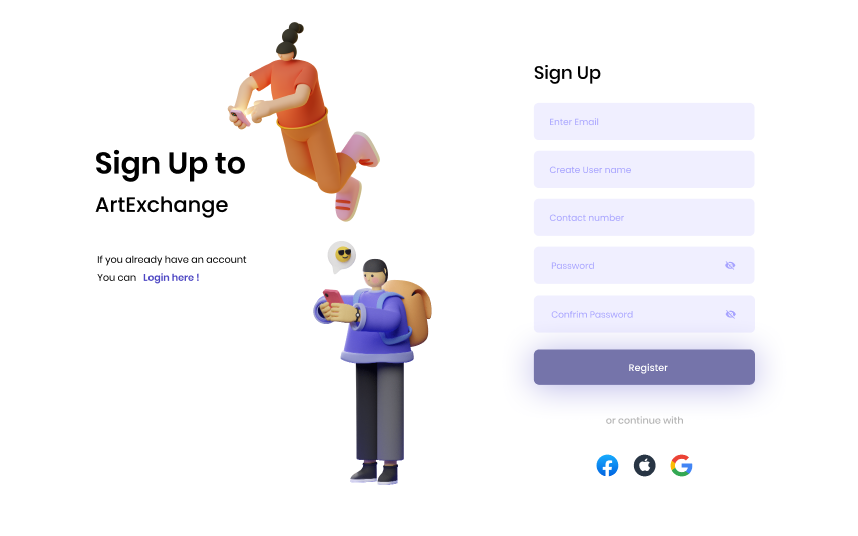 Sign Up to
ArtExchange
If you already have an account
You can Login here !
Sign Up
Enter Email
Create User name
Contact number
Password
Confrim Password
Register
or continue with